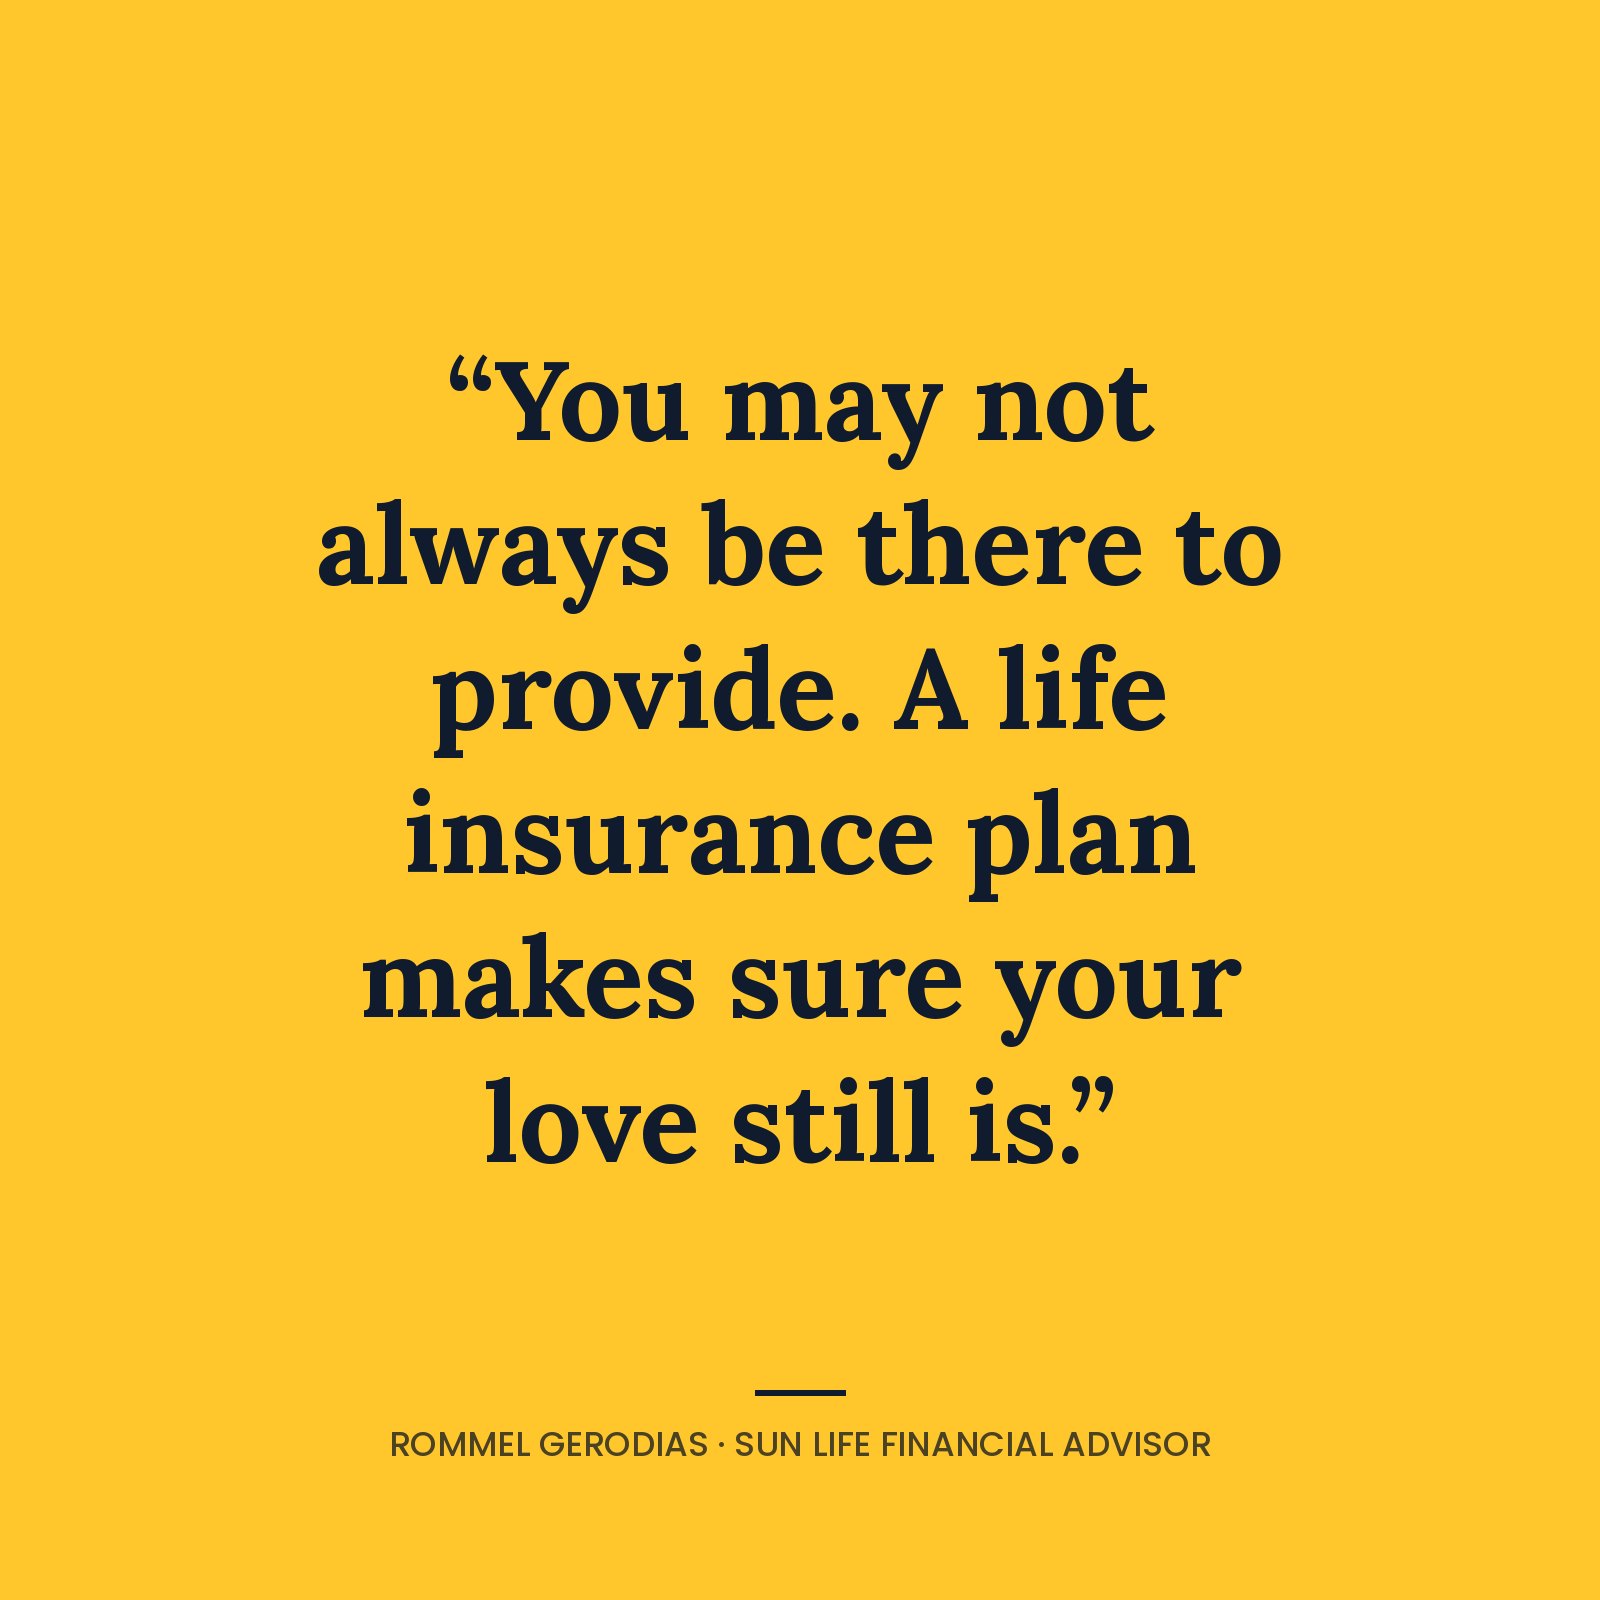 “You may not
always be there to
provide. A life
insurance plan
makes sure your
love still is.”
ROMMEL GERODIAS · SUN LIFE FINANCIAL ADVISOR